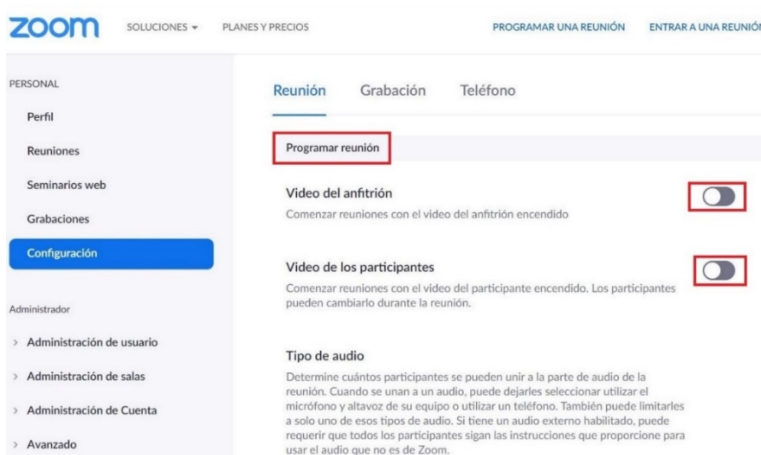 zoom
SOLUCIONES
PLANES Y PRECIOS
PROGRAMAR UNA REUNIÓN
ENTRAR A UNA REUNIÓN
PERSONAL
Perfil
Reuniones
Seminarios web
Grabaciones
Configuración
Administrador
Administración de usuario
Administración de salas
Administración de Cuenta
Avanzado
Reunión
Grabación
Teléfono
Programar reunión
Video del anfitrión
Comenzar reuniones con el video del anfitrión encendido
Video de los participantes
Comenzar reuniones con el video del participante encendido. Los participantes
pueden cambiarlo durante la reunión.
Tipo de audio
Determine cuántos participantes se pueden unir a la parte de audio de la
reunión. Cuando se unan a un audio, puede dejarles seleccionar utilizar el
micrófono y altavoz de su equipo o utilizar un teléfono. También puede limitarles
a solo uno de esos tipos de audio. Si tiene un audio externo habilitado, puede
requerir que todos los participantes sigan las instrucciones que proporcione para
usar el audio que no es de Zoom.